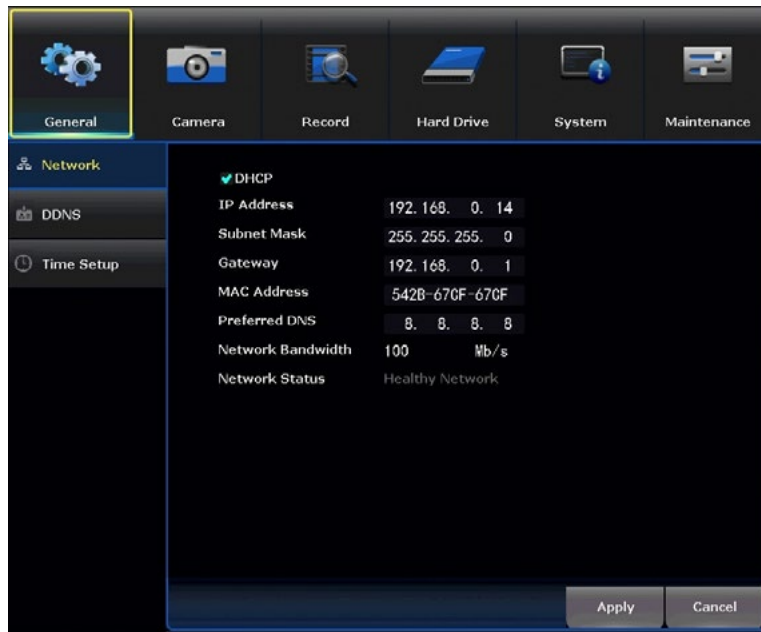 General Camera Record Hard Drive System Maintenance
Network
DDNS
Time Setup
DHCP
IP Address 192.168. 0. 14
Subnet Mask 255.255.255. 0
Gateway 192.168. 0. 1
MAC Address 542B-67CF-67CF
Preferred DNS 8. 8. 8. 8
Network Bandwidth 100 Mb/s
Network Status Healthy Network
Apply Cancel